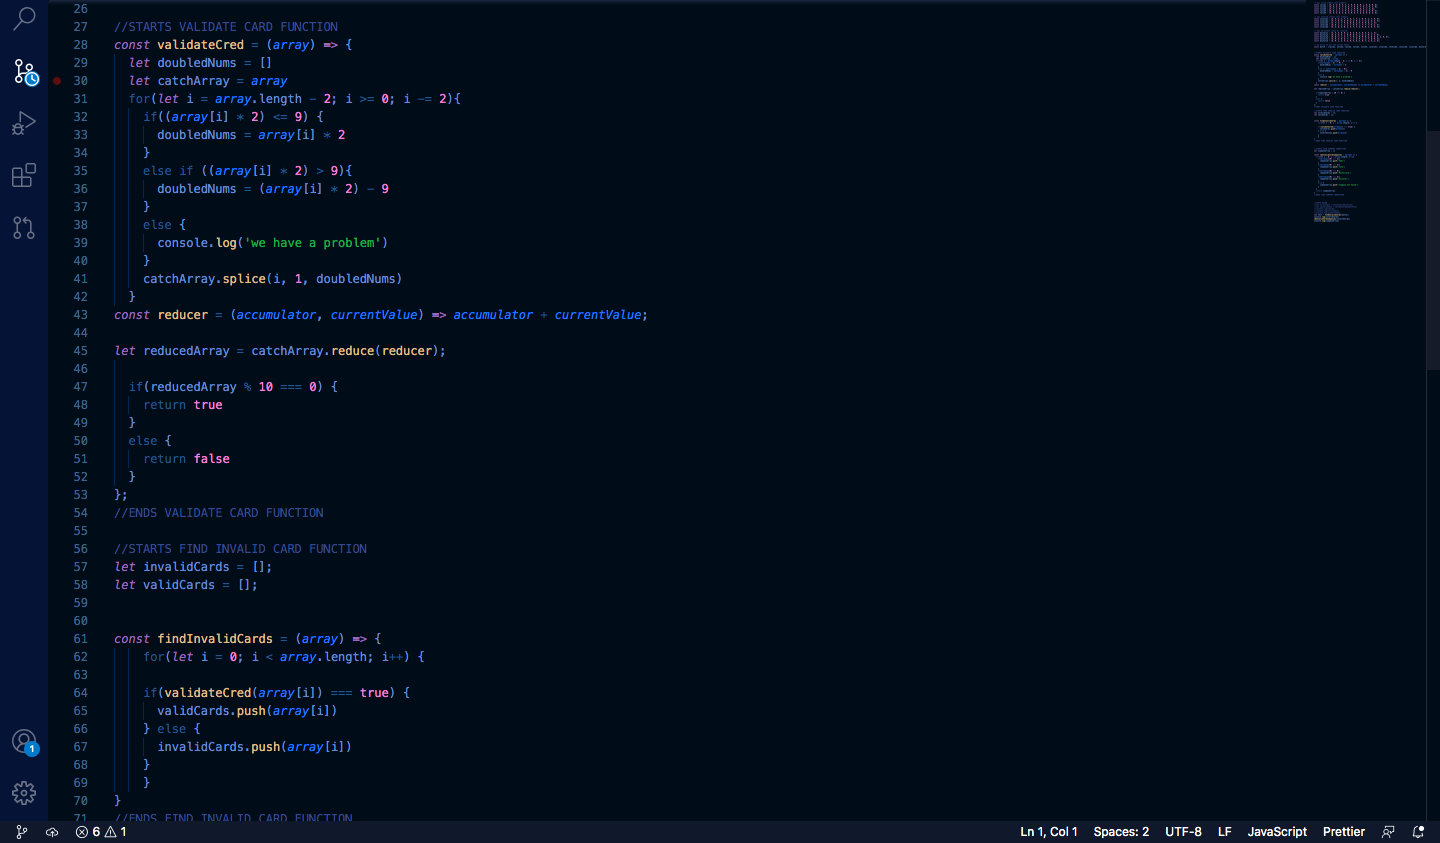 26
27 //STARTS VALIDATE CARD FUNCTION
28 const validateCred = (array) => {
29   let doubledNums = []
30   let catchArray = array
31   for(let i = array.length - 2; i >= 0; i -= 2){
32     if((array[i] * 2) <= 9) {
33       doubledNums = array[i] * 2
34     }
35     else if ((array[i] * 2) > 9){
36       doubledNums = (array[i] * 2) - 9
37     }
38     else {
39       console.log('we have a problem')
40     }
41     catchArray.splice(i, 1, doubledNums)
42   }
43 const reducer = (accumulator, currentValue) => accumulator + currentValue;
44
45 let reducedArray = catchArray.reduce(reducer);
46
47   if(reducedArray % 10 === 0) {
48     return true
49   }
50   else {
51     return false
52   }
53 };
54 //ENDS VALIDATE CARD FUNCTION
55
56 //STARTS FIND INVALID CARD FUNCTION
57 let invalidCards = [];
58 let validCards = [];
59
60
61 const findInvalidCards = (array) => {
62     for(let i = 0; i < array.length; i++) {
63
64     if(validateCred(array[i]) === true) {
65       validCards.push(array[i])
66     } else {
67       invalidCards.push(array[i])
68     }
69     }
70 }
71 //ENDS FIND INVALID CARD FUNCTION
1
6 1 Ln 1, Col 1 Spaces: 2 UTF-8 LF JavaScript Prettier